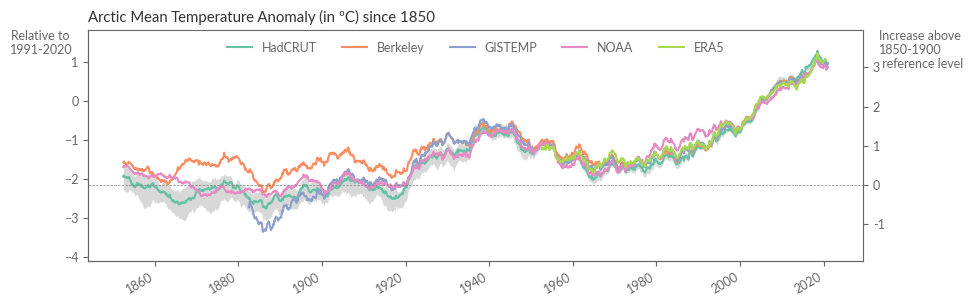 Arctic Mean Temperature Anomaly (in °C) since 1850
Relative to
1991-2020
Increase above
1850-1900
reference level
HadCRUT
Berkeley
GISTEMP
NOAA
ERA5
1
0
−1
−2
−3
−4
3
2
1
0
-1
1860
1880
1900
1920
1940
1960
1980
2000
2020